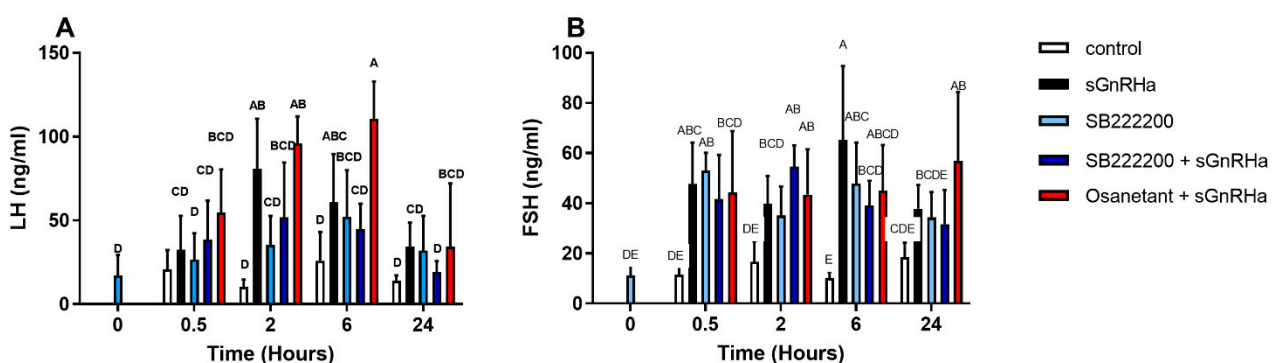 A
LH (ng/ml)
150
100
50
0
D
D
CD
D
CD
BCD
D
AB
CD
BCD
AB
D
ABC
BCD
CD
A
D
CD
CD
D
BCD
0
0.5
2
6
24
Time (Hours)
B
FSH (ng/ml)
100
80
60
40
20
0
DE
DE
ABC
AB
BCD
DE
BCD
AB
AB
E
A
ABC
BCD
ABCD
CDE
BCDE
AB
0
0.5
2
6
24
Time (Hours)
control
sGnRHa
SB222200
SB222200 + sGnRHa
Osanetant + sGnRHa